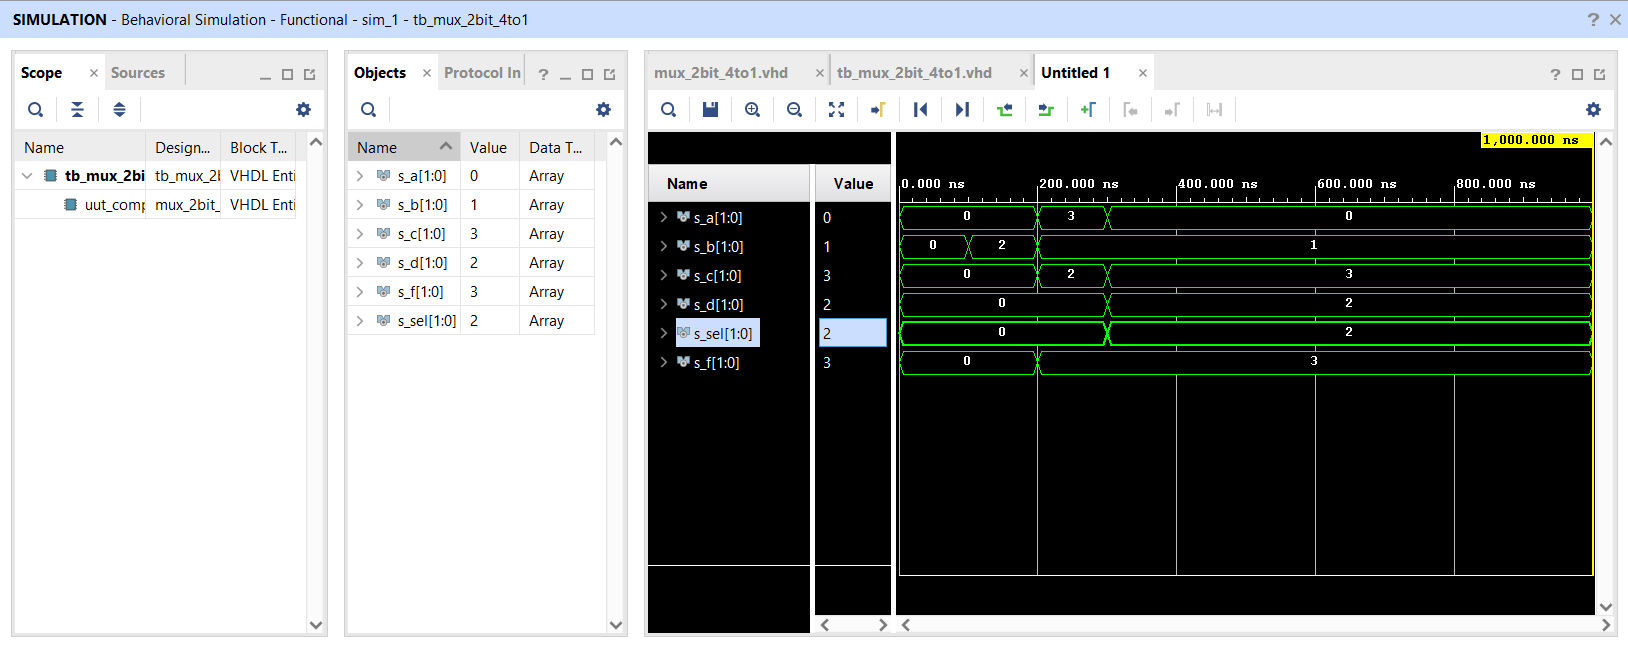 SIMULATION - Behavioral Simulation - Functional - sim_1 - tb_mux_2bit_4to1
? ×
Scope × Sources
Name Design... Block T...
tb_mux_2bi tb_mux_2 VHDL Enti
uut_comp mux_2bit_ VHDL Enti
Objects × Protocol In ?
Name Value Data T...
s_a[1:0] 0 Array
s_b[1:0] 1 Array
s_c[1:0] 3 Array
s_d[1:0] 2 Array
s_f[1:0] 3 Array
s_sel[1:0] 2 Array
mux_2bit_4to1.vhd × tb_mux_2bit_4to1.vhd × Untitled 1 × ?
1,000.000 ns
Name Value 0.000 ns 200.000 ns 400.000 ns 600.000 ns 800.000 ns
s_a[1:0] 0 0 3 0
s_b[1:0] 1 0 2 1
s_c[1:0] 3 0 2 3
s_d[1:0] 2 0 2
s_sel[1:0] 2 0 2
s_f[1:0] 3 0 3